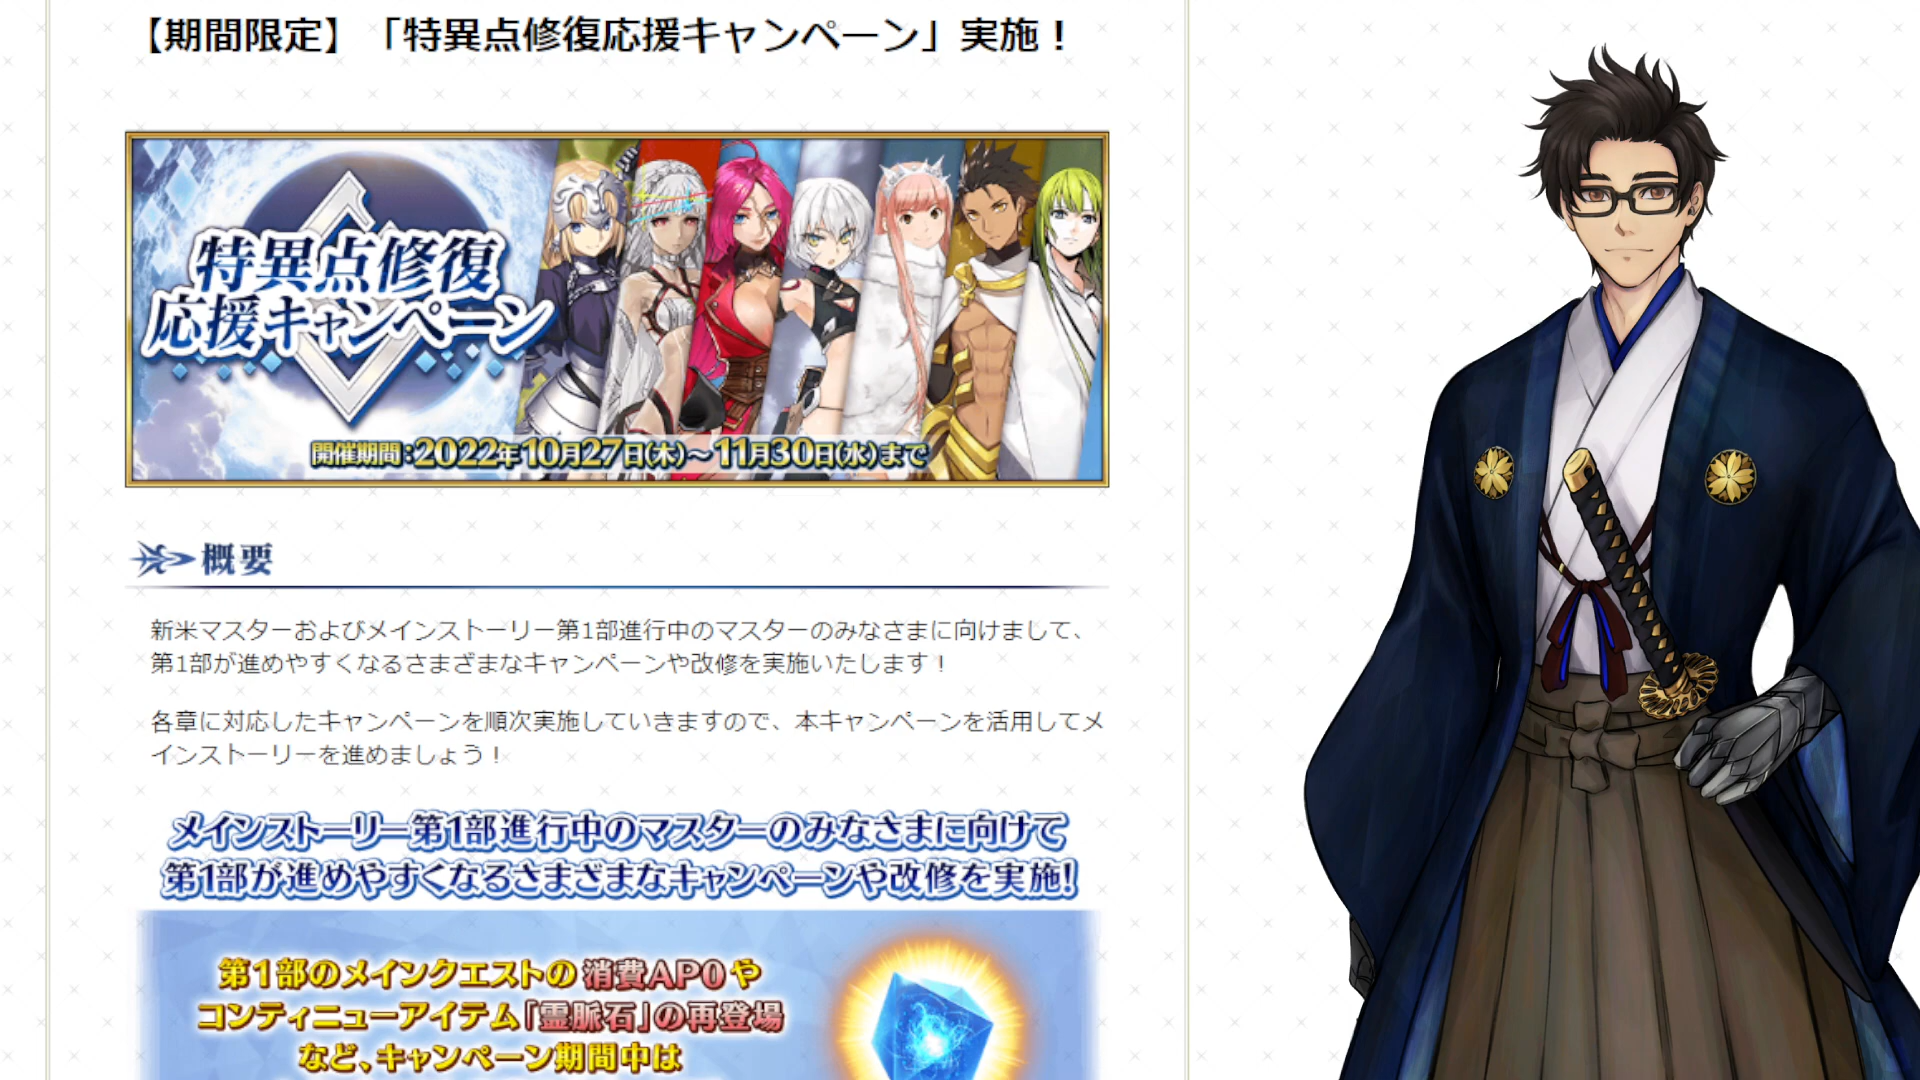 【期間限定】「特異点修復応援キャンペーン」実施！
特異点修復
応援キャンペーン
開催期間：2022年10月27日(木)～11月30日(水)まで
概要
新米マスターおよびメインストーリー第1部進行中のマスターのみなさまに向けまして、
第1部が進めやすくなるさまざまなキャンペーンや改修を実施いたします！
各章に対応したキャンペーンを順次実施していきますので、本キャンペーンを活用してメ
インストーリーを進めましょう！
メインストーリー第1部進行中のマスターのみなさまに向けて
第1部が進めやすくなるさまざまなキャンペーンや改修を実施！
第1部のメインクエストの消費AP0や
コンティニューアイテム「霊脈石」の再登場
など、キャンペーン期間中は